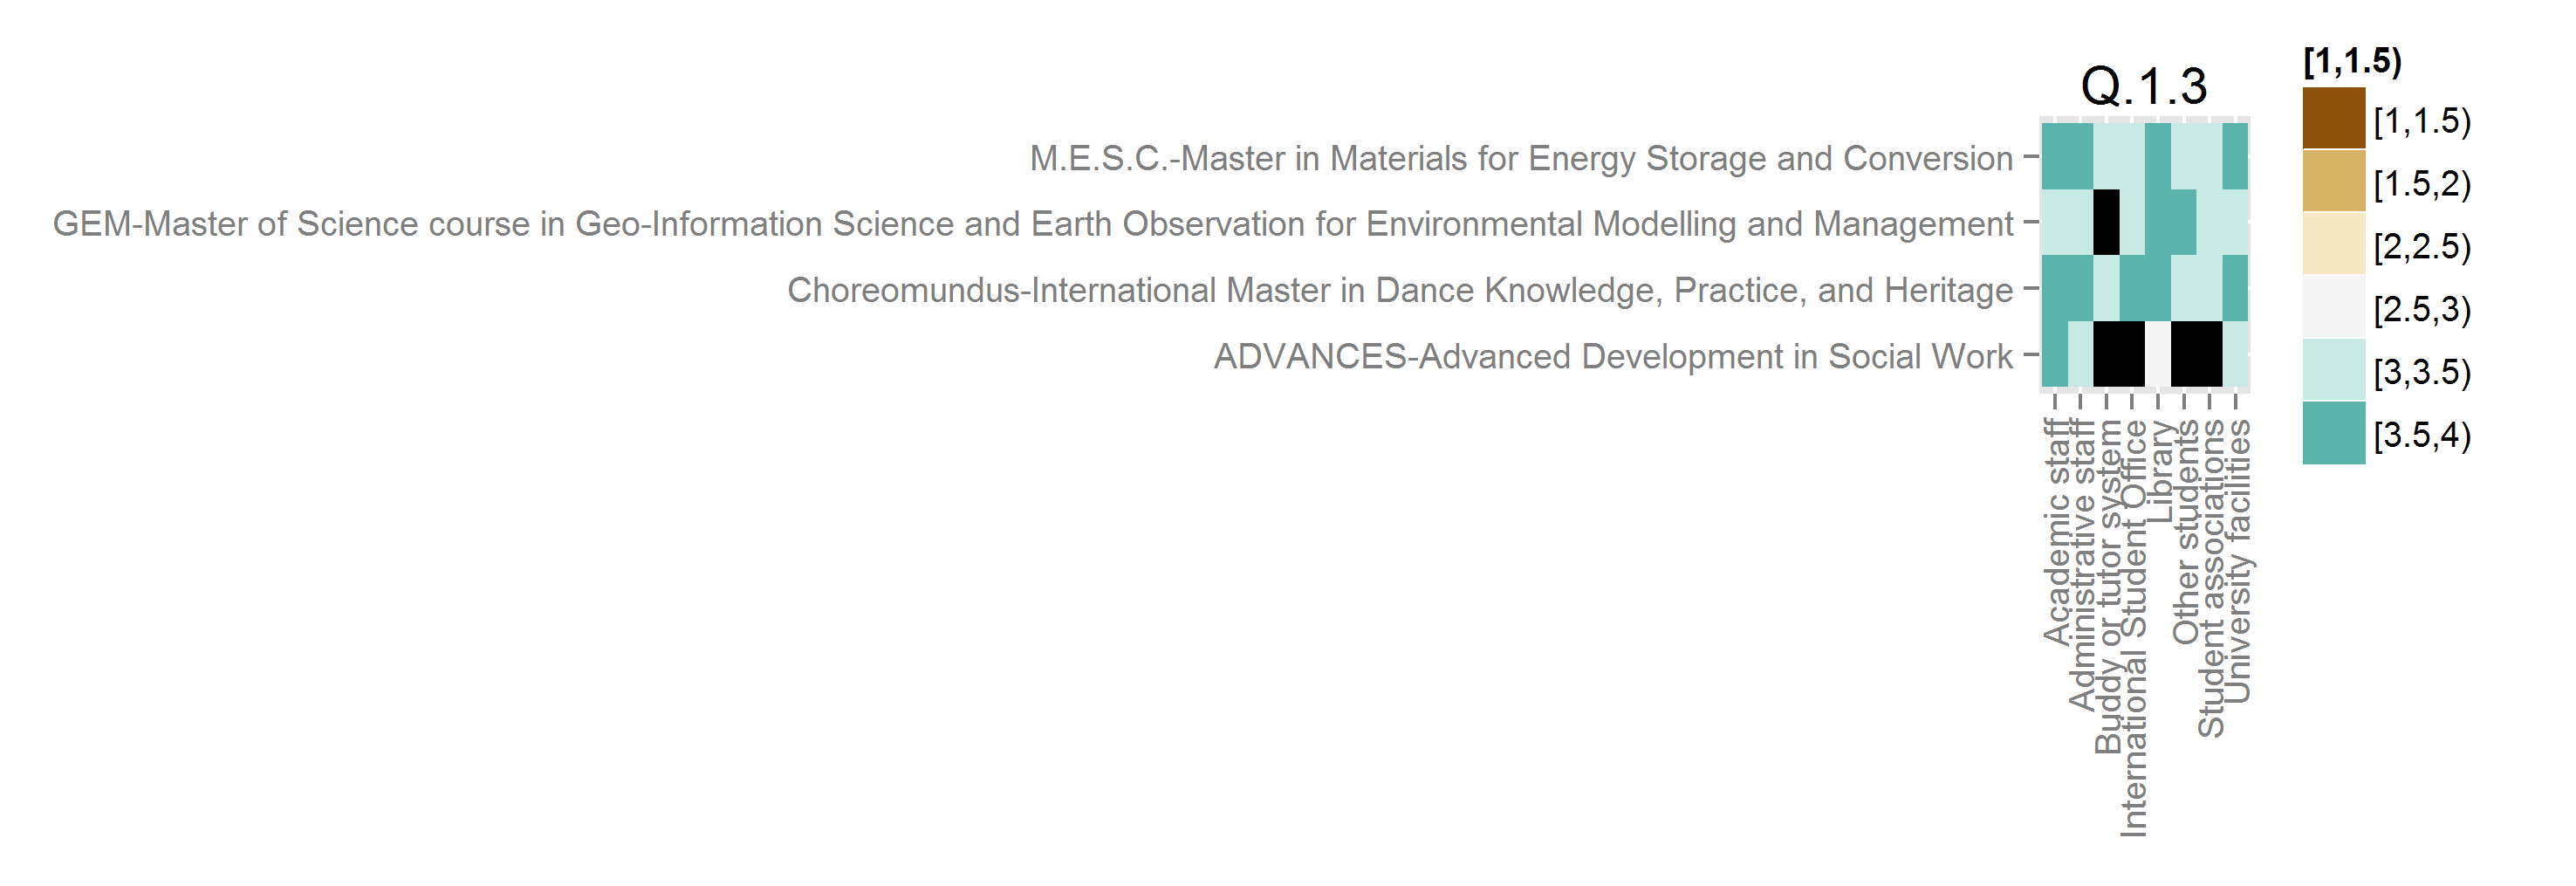 Q.1.3
M.E.S.C.-Master in Materials for Energy Storage and Conversion
GEM-Master of Science course in Geo-Information Science and Earth Observation for Environmental Modelling and Management
Choreomundus-International Master in Dance Knowledge, Practice, and Heritage
ADVANCES-Advanced Development in Social Work
Academic staff
Administrative staff
Buddy or tutor system
International Student Office
Library
Other students
Student associations
University facilities
[1,1.5)
[1,1.5)
[1.5,2)
[2,2.5)
[2.5,3)
[3,3.5)
[3.5,4)